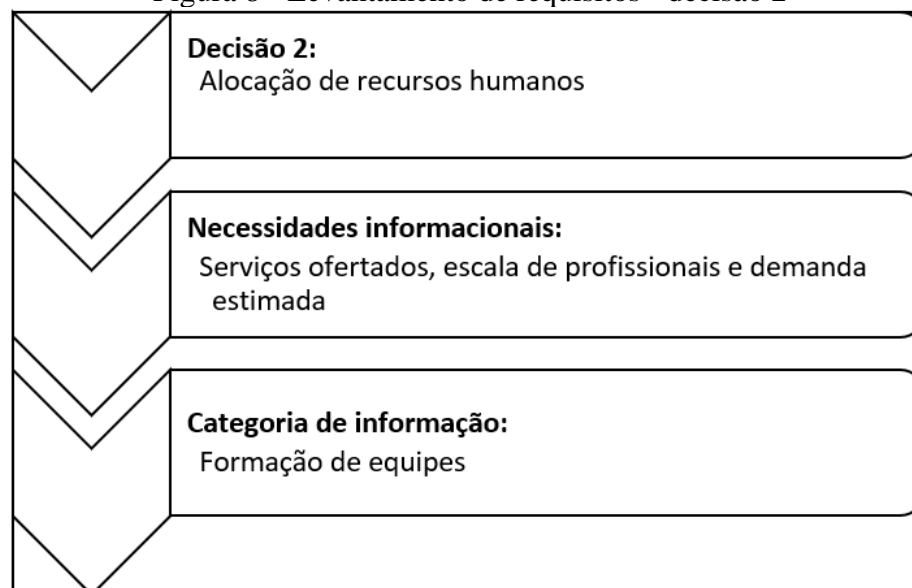 Figura - Levantamento de requisitos - decisão 2
Decisão 2:
Alocação de recursos humanos
Necessidades informacionais:
Serviços ofertados, escala de profissionais e demanda
estimada
Categoria de informação:
Formação de equipes